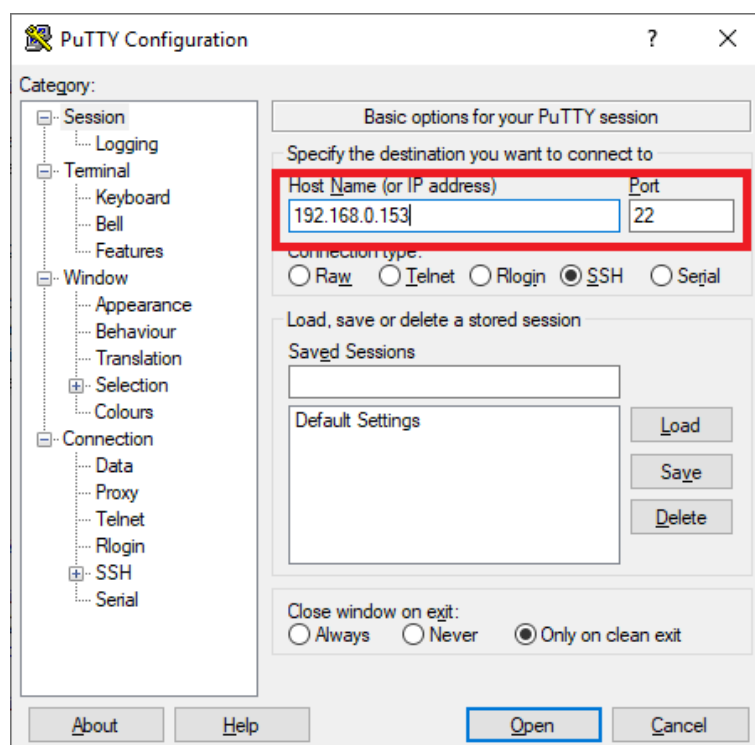 PuTTY Configuration
?
Category:
Session
Logging
Terminal
Keyboard
Bell
Features
Window
Appearance
Behaviour
Translation
Selection
Colours
Connection
Data
Proxy
Telnet
Rlogin
SSH
Serial
Basic options for your PuTTY session
Specify the destination you want to connect to
Host Name (or IP address) Port
192.168.0.153 22
Connection type:
Raw Telnet Rlogin SSH Serial
Load, save or delete a stored session
Saved Sessions
Default Settings
Load
Save
Delete
Close window on exit:
Always Never Only on clean exit
About Help Open Cancel